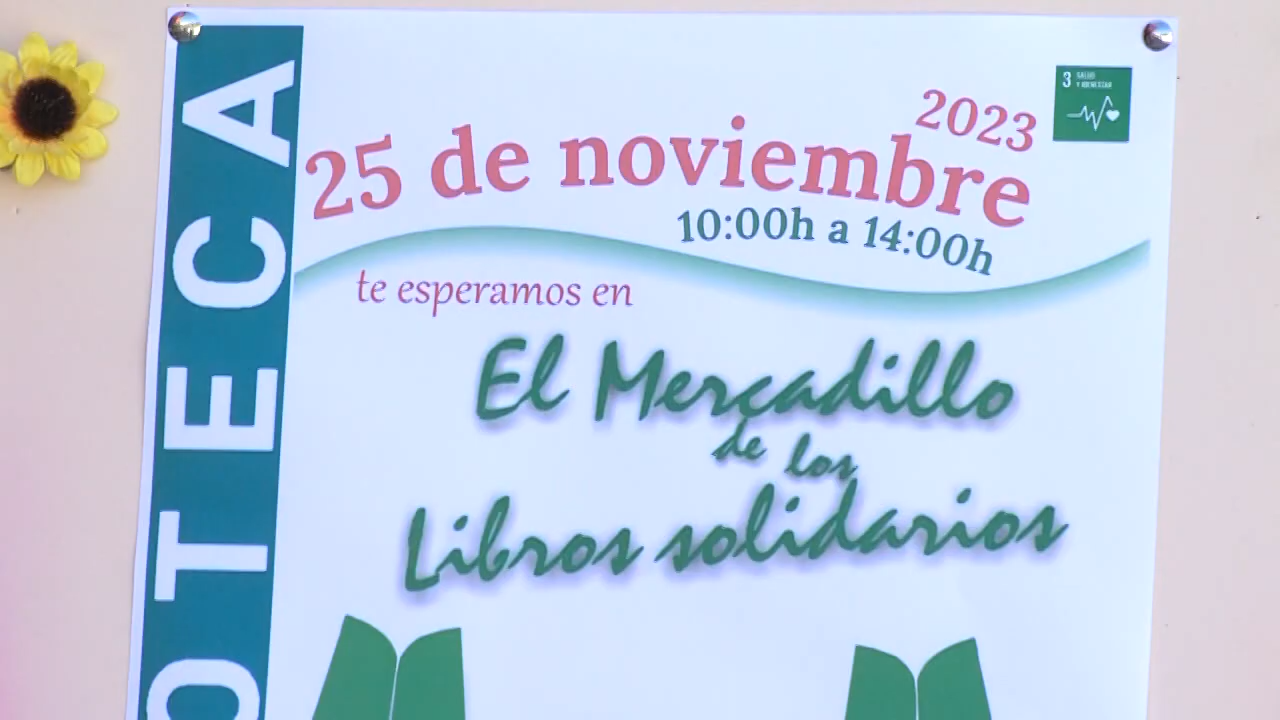 OTECA
2023
3 SALUD
Y BIENESTAR
25 de noviembre
10:00h a 14:00h
te esperamos en
El Mercadillo
de los
Libros solidarios